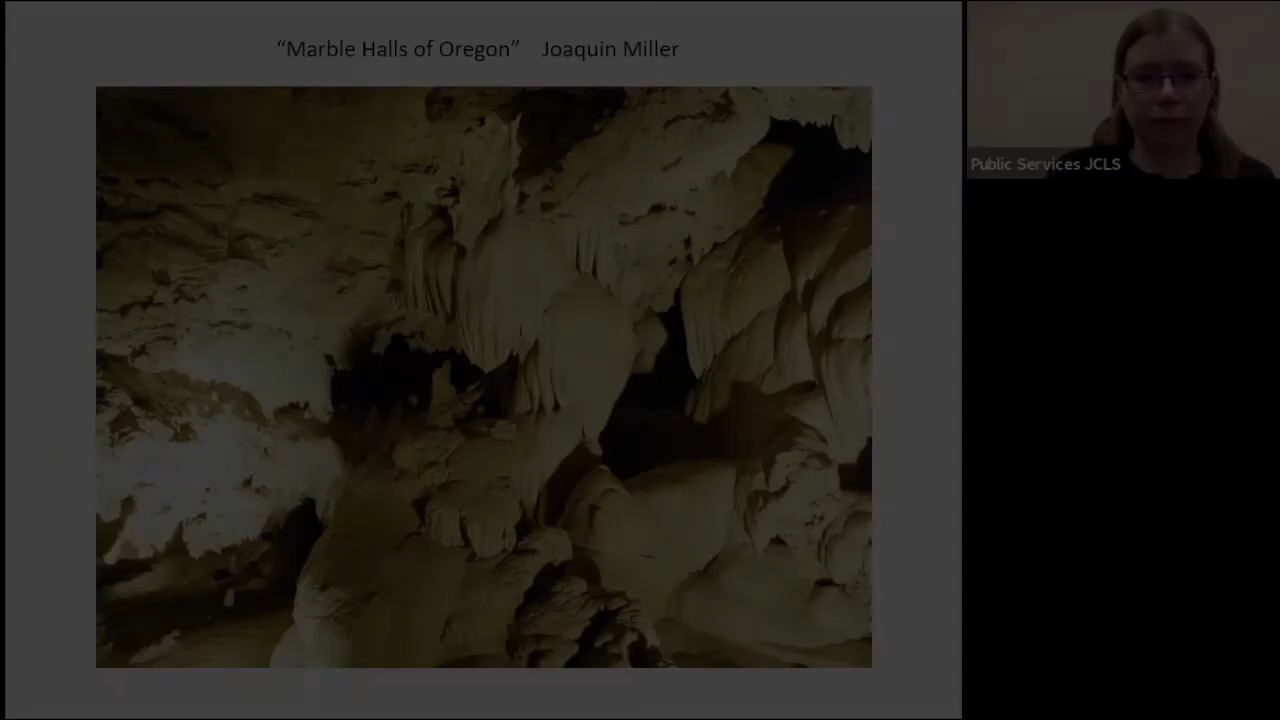 “Marble Halls of Oregon”    Joaquin Miller
Public Services JCLS